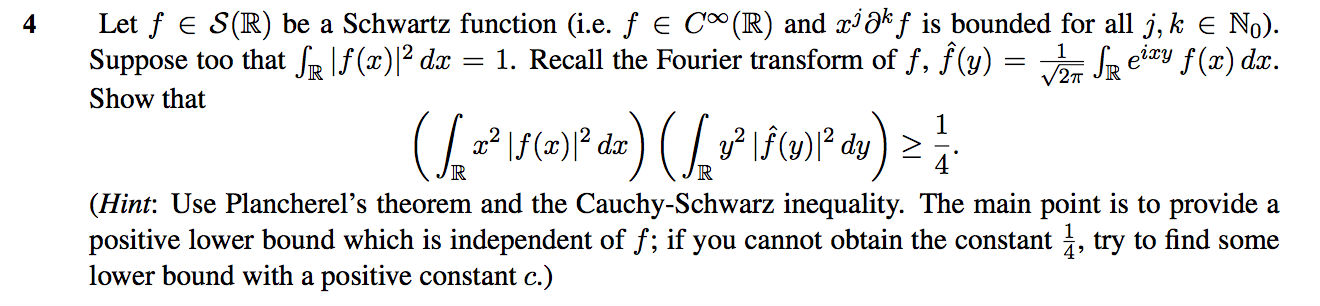 4 Let f ∈ 𝒮(ℝ) be a Schwartz function (i.e. f ∈ C^∞(ℝ) and x^j ∂^k f is bounded for all j, k ∈ ℕ₀).
Suppose too that ∫_ℝ |f(x)|² dx = 1. Recall the Fourier transform of f, f̂(y) = 1/√(2π) ∫_ℝ e^{ixy} f(x) dx.
Show that
(∫_ℝ x² |f(x)|² dx) (∫_ℝ y² |f̂(y)|² dy) ≥ 1/4.
(Hint: Use Plancherel's theorem and the Cauchy-Schwarz inequality. The main point is to provide a
positive lower bound which is independent of f; if you cannot obtain the constant 1/4, try to find some
lower bound with a positive constant c.)